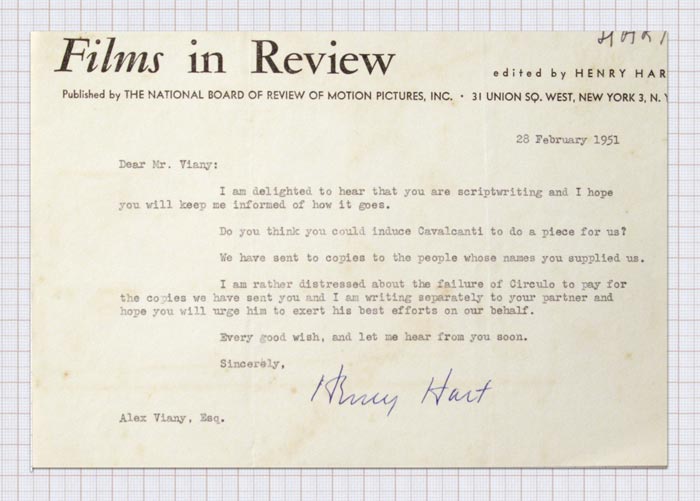 Films in Review
edited by HENRY HAR
Published by THE NATIONAL BOARD OF REVIEW OF MOTION PICTURES, INC. · 31 UNION SQ. WEST, NEW YORK 3, N. Y
28 February 1951
Dear Mr. Viany:
I am delighted to hear that you are scriptwriting and I hope
you will keep me informed of how it goes.
Do you think you could induce Cavalcanti to do a piece for us?
We have sent to copies to the people whose names you supplied us.
I am rather distressed about the failure of Circulo to pay for
the copies we have sent you and I am writing separately to your partner and
hope you will urge him to exert his best efforts on our behalf.
Every good wish, and let me hear from you soon.
Sincerely,
Henry Hart
Alex Viany, Esq.